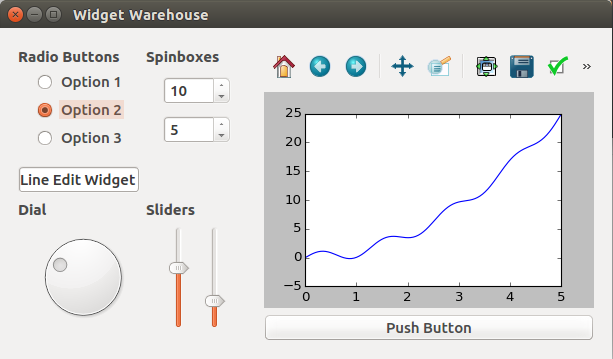 Widget Warehouse
Radio Buttons
Option 1
Option 2
Option 3
Spinboxes
10
5
Line Edit Widget
Dial
Sliders
25
20
15
10
5
0
−5
0 1 2 3 4 5
Push Button